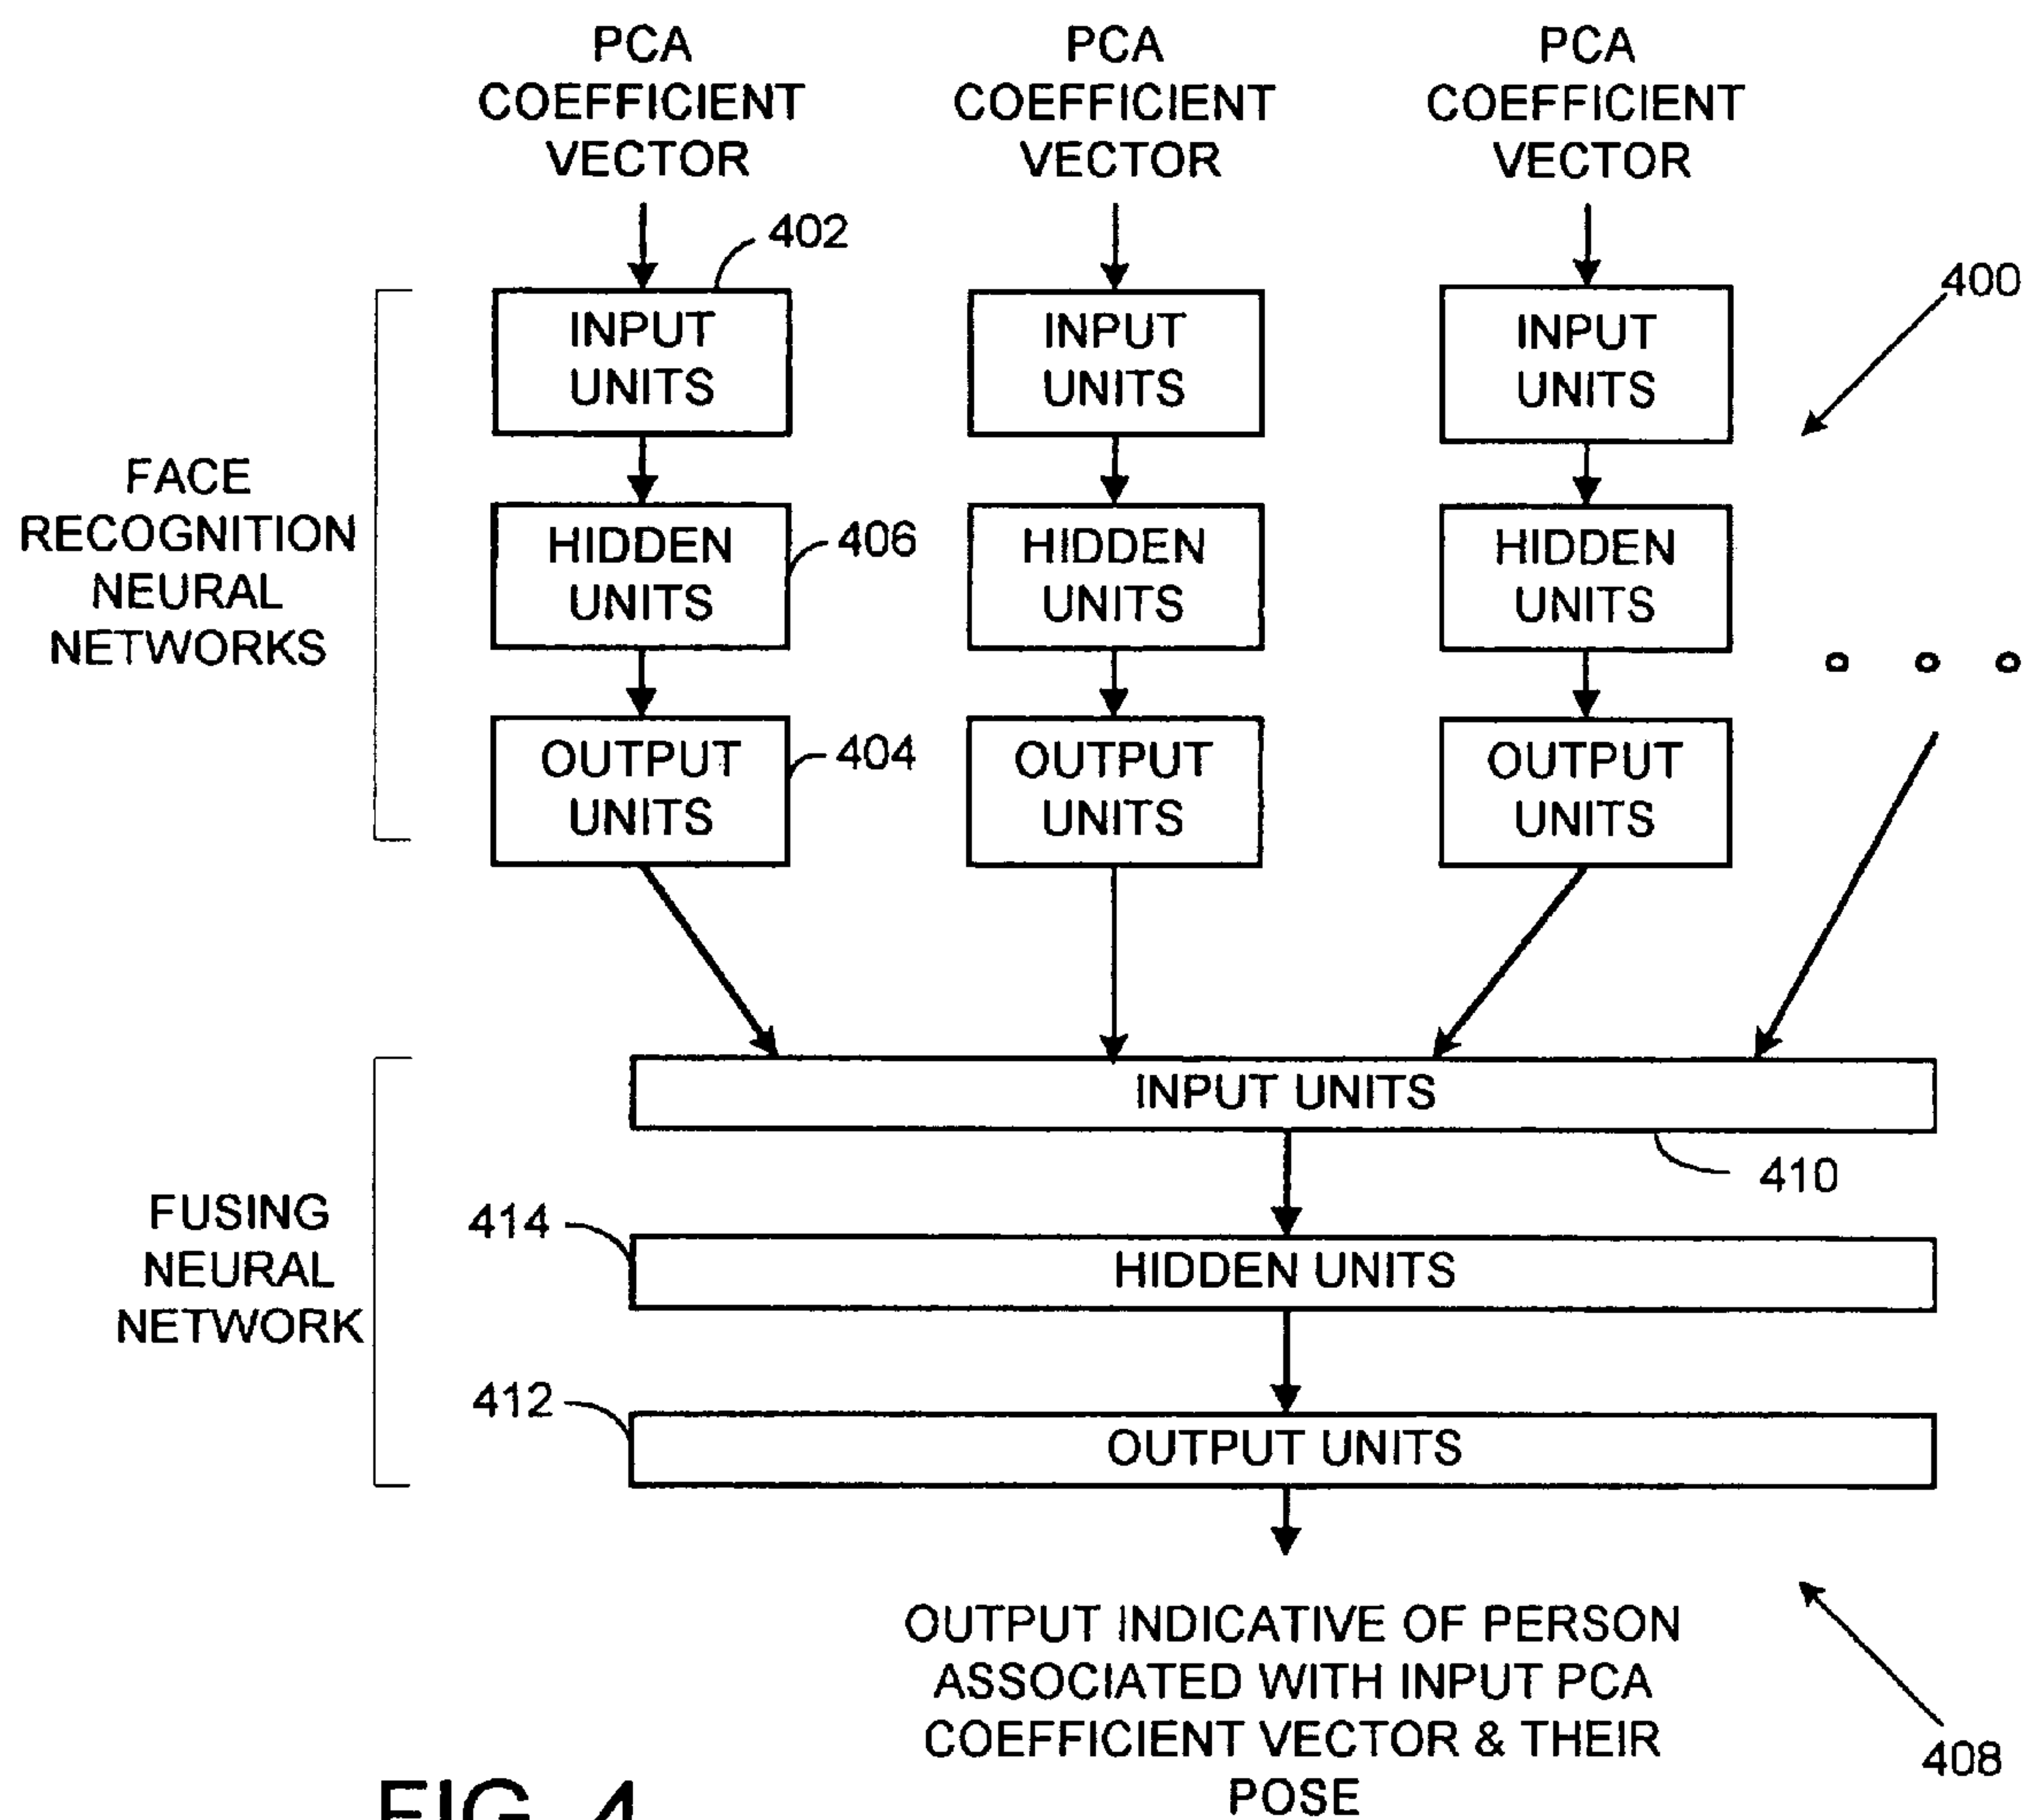 PCA
COEFFICIENT
VECTOR
PCA
COEFFICIENT
VECTOR
PCA
COEFFICIENT
VECTOR
402
400
INPUT
UNITS
INPUT
UNITS
INPUT
UNITS
FACE
RECOGNITION
NEURAL
NETWORKS
HIDDEN
UNITS
406
HIDDEN
UNITS
HIDDEN
UNITS
OUTPUT
UNITS
404
OUTPUT
UNITS
OUTPUT
UNITS
INPUT UNITS
410
FUSING
NEURAL
NETWORK
414
HIDDEN UNITS
412
OUTPUT UNITS
OUTPUT INDICATIVE OF PERSON
ASSOCIATED WITH INPUT PCA
COEFFICIENT VECTOR & THEIR
POSE
408
FIG. 4